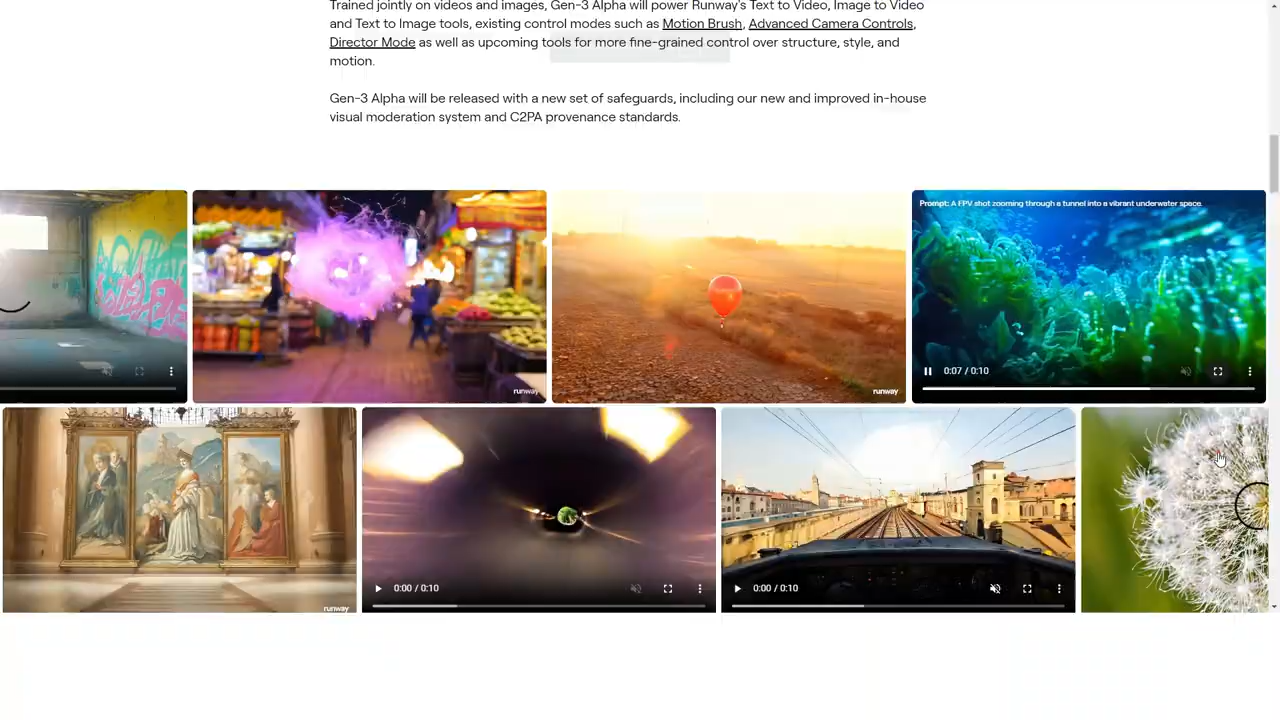 Trained jointly on videos and images, Gen-3 Alpha will power Runway's Text to Video, Image to Video
and Text to Image tools, existing control modes such as Motion Brush, Advanced Camera Controls,
Director Mode as well as upcoming tools for more fine-grained control over structure, style, and
motion.
Gen-3 Alpha will be released with a new set of safeguards, including our new and improved in-house
visual moderation system and C2PA provenance standards.
Prompt: A FPV shot zooming through a tunnel into a vibrant underwater space.
0:07 / 0:10
runway
runway
0:00 / 0:10
0:00 / 0:10
runway